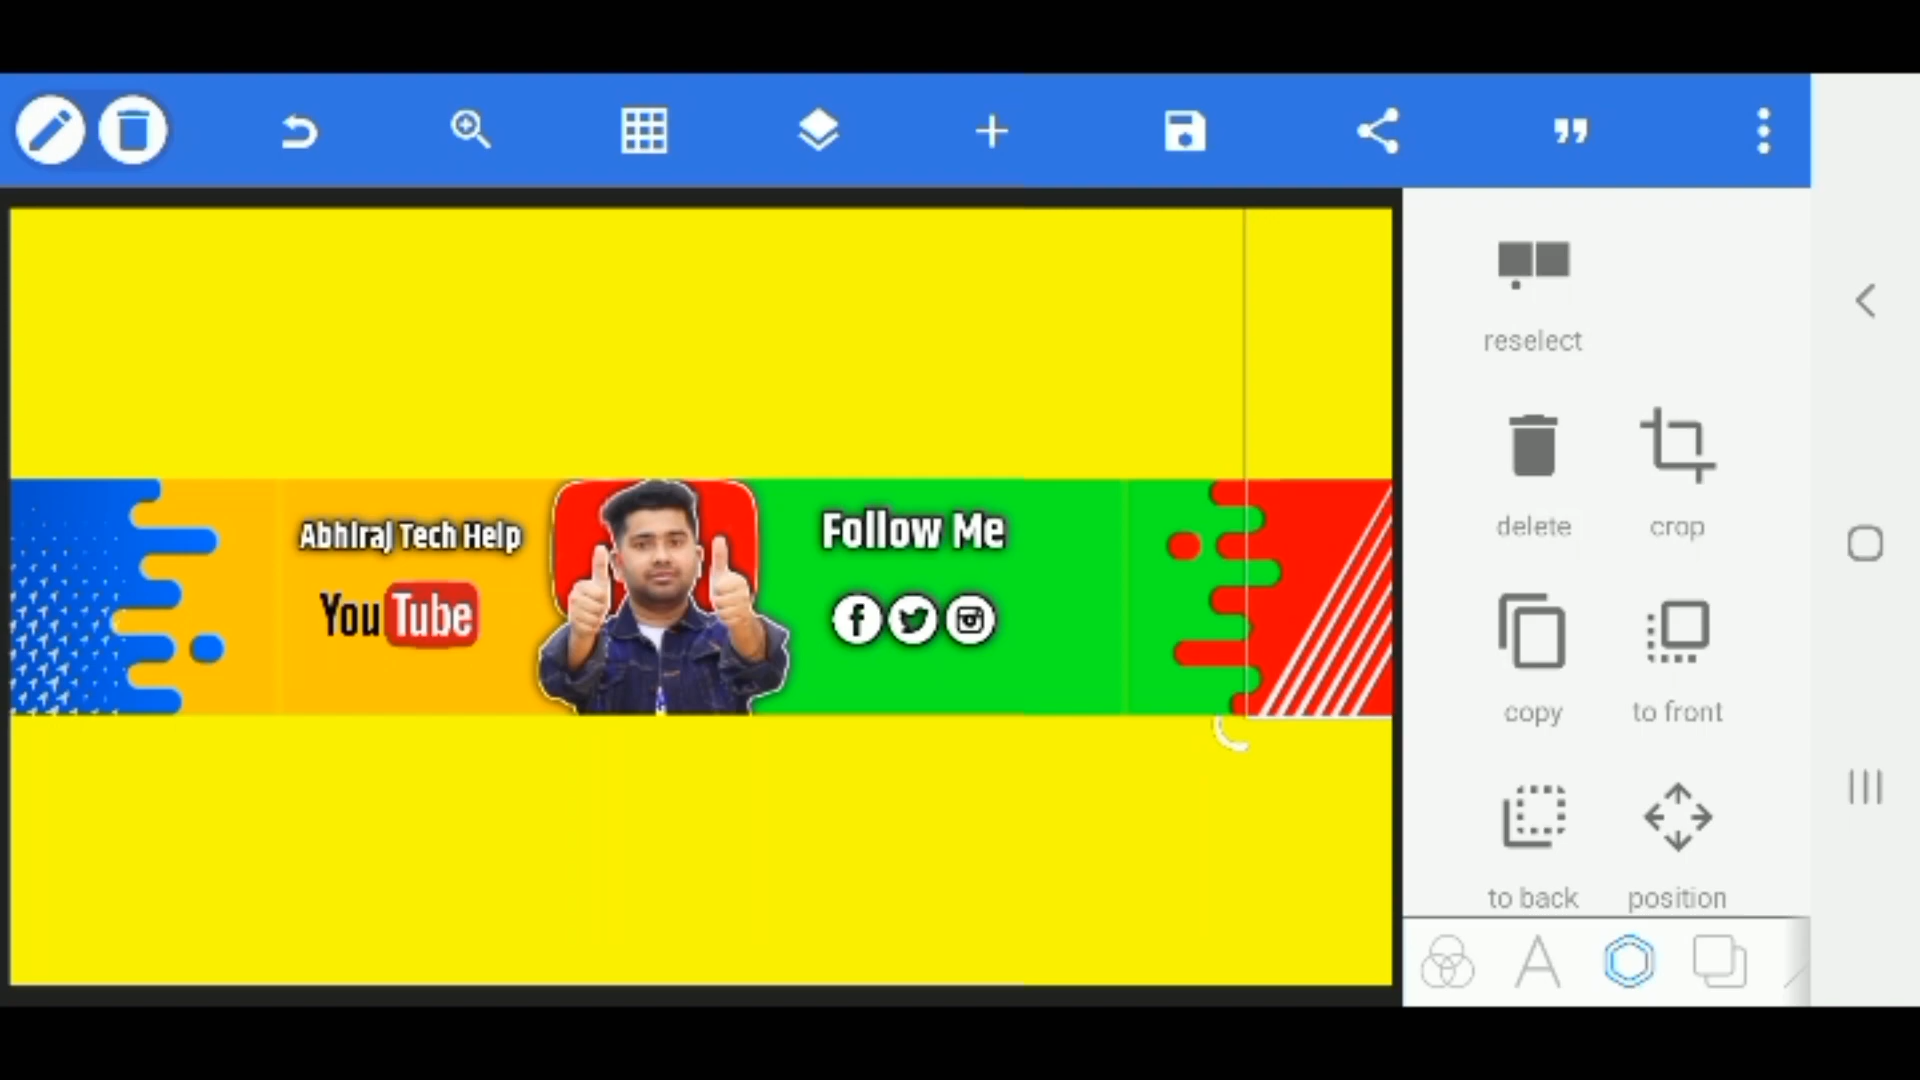 reselect
delete
crop
copy
to front
to back
position
Abhiraj Tech Help
YouTube
Follow Me